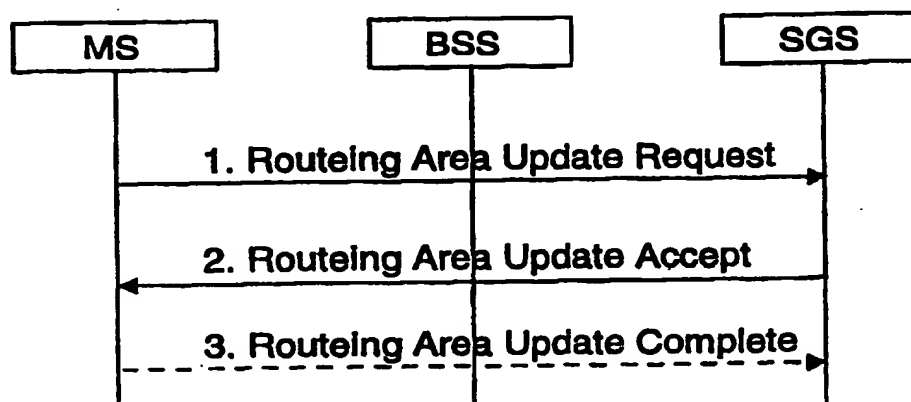 MS
BSS
SGS
1. Routeing Area Update Request
2. Routeing Area Update Accept
3. Routeing Area Update Complete